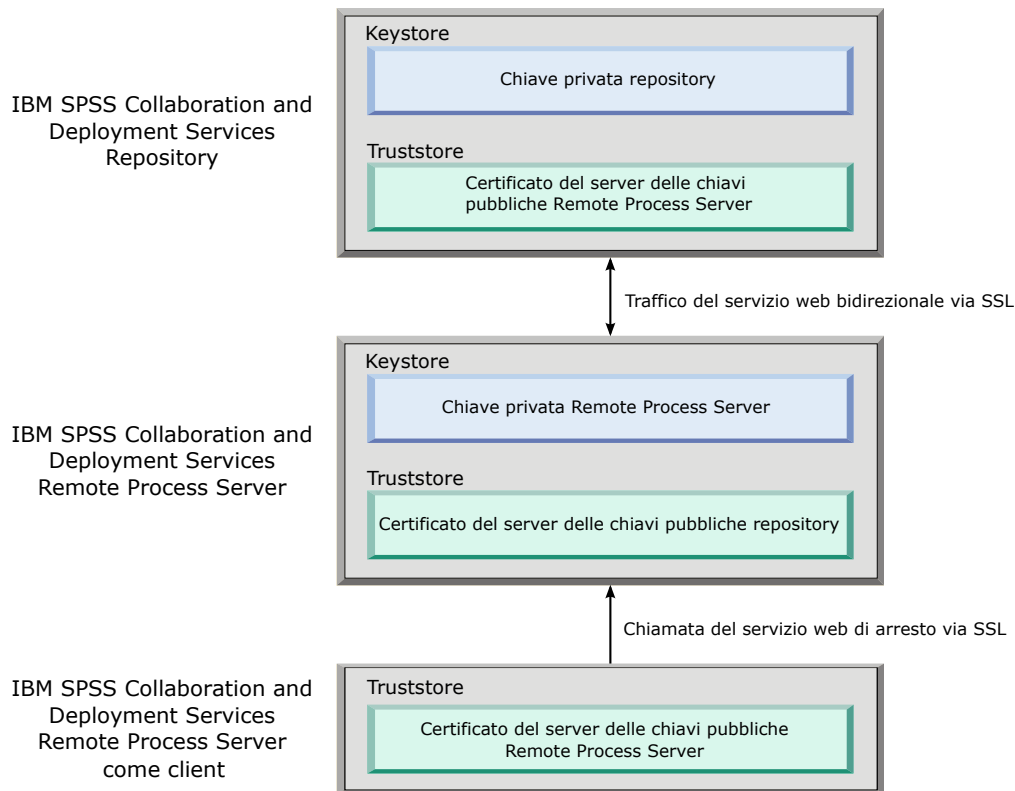 Keystore
Chiave privata repository
IBM SPSS Collaboration and
Deployment Services
Repository
Truststore
Certificato del server delle chiavi
pubbliche Remote Process Server
Traffico del servizio web bidirezionale via SSL
Keystore
Chiave privata Remote Process Server
IBM SPSS Collaboration and
Deployment Services
Remote Process Server
Truststore
Certificato del server delle chiavi pubbliche repository
Chiamata del servizio web di arresto via SSL
IBM SPSS Collaboration and
Deployment Services
Remote Process Server
come client
Truststore
Certificato del server delle chiavi pubbliche
Remote Process Server